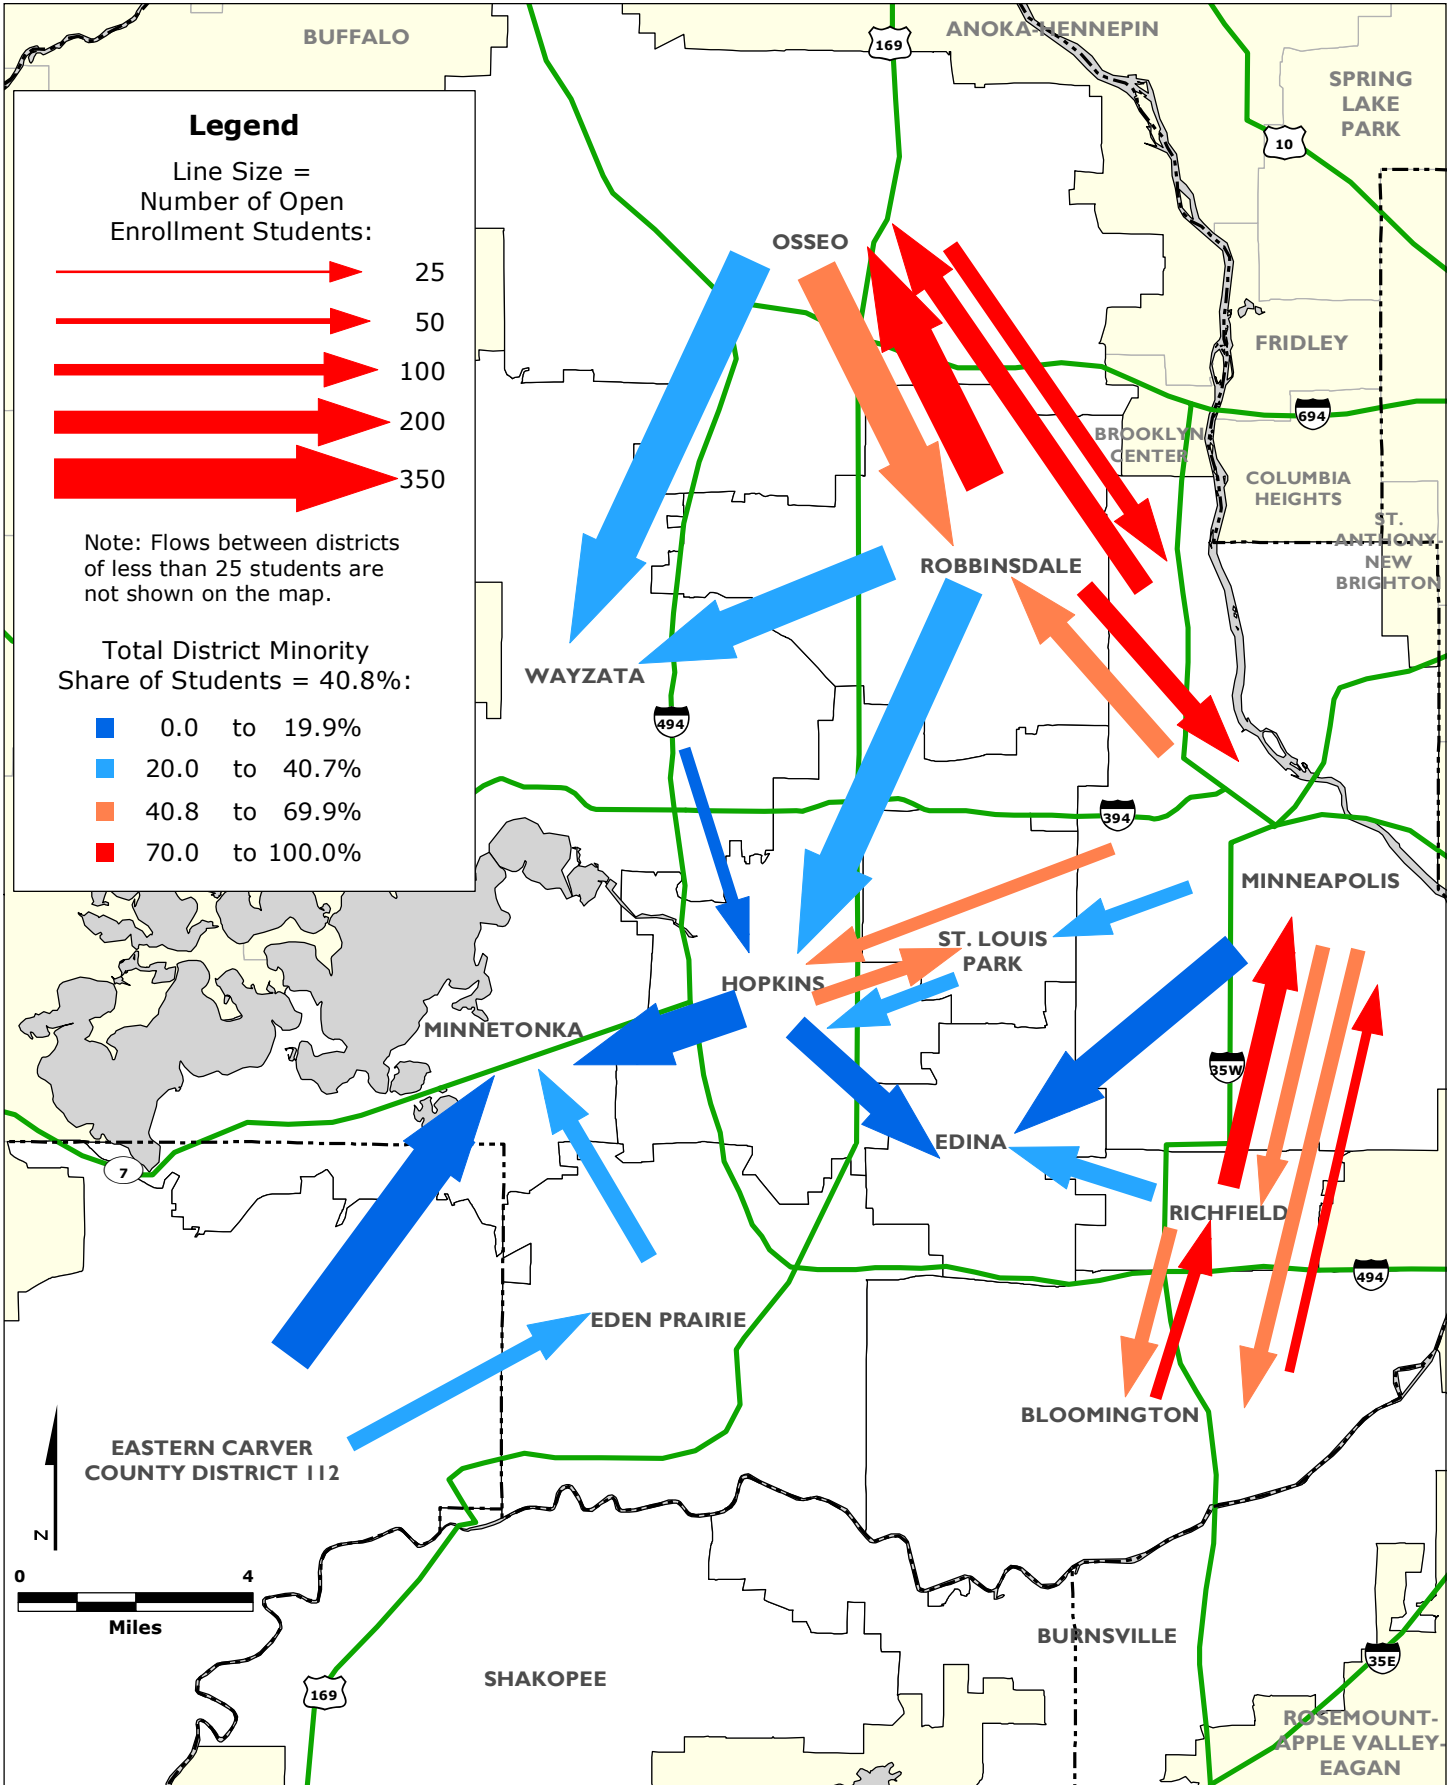 BUFFALO
ANOKA-HENNEPIN
169
SPRING
LAKE
PARK
10
Legend
Line Size =
Number of Open
Enrollment Students:
25
50
100
200
350
Note: Flows between districts
of less than 25 students are
not shown on the map.
Total District Minority
Share of Students = 40.8%:
0.0 to 19.9%
20.0 to 40.7%
40.8 to 69.9%
70.0 to 100.0%
OSSEO
FRIDLEY
694
BROOKLYN
CENTER
COLUMBIA
HEIGHTS
ST.
ANTHONY-
NEW
BRIGHTON
ROBBINSDALE
WAYZATA
494
394
MINNEAPOLIS
ST. LOUIS
PARK
HOPKINS
MINNETONKA
35W
EDINA
7
RICHFIELD
494
EDEN PRAIRIE
BLOOMINGTON
EASTERN CARVER
COUNTY DISTRICT 112
N
0 4
Miles
BURNSVILLE
35E
SHAKOPEE
169
ROSEMOUNT-
APPLE VALLEY-
EAGAN